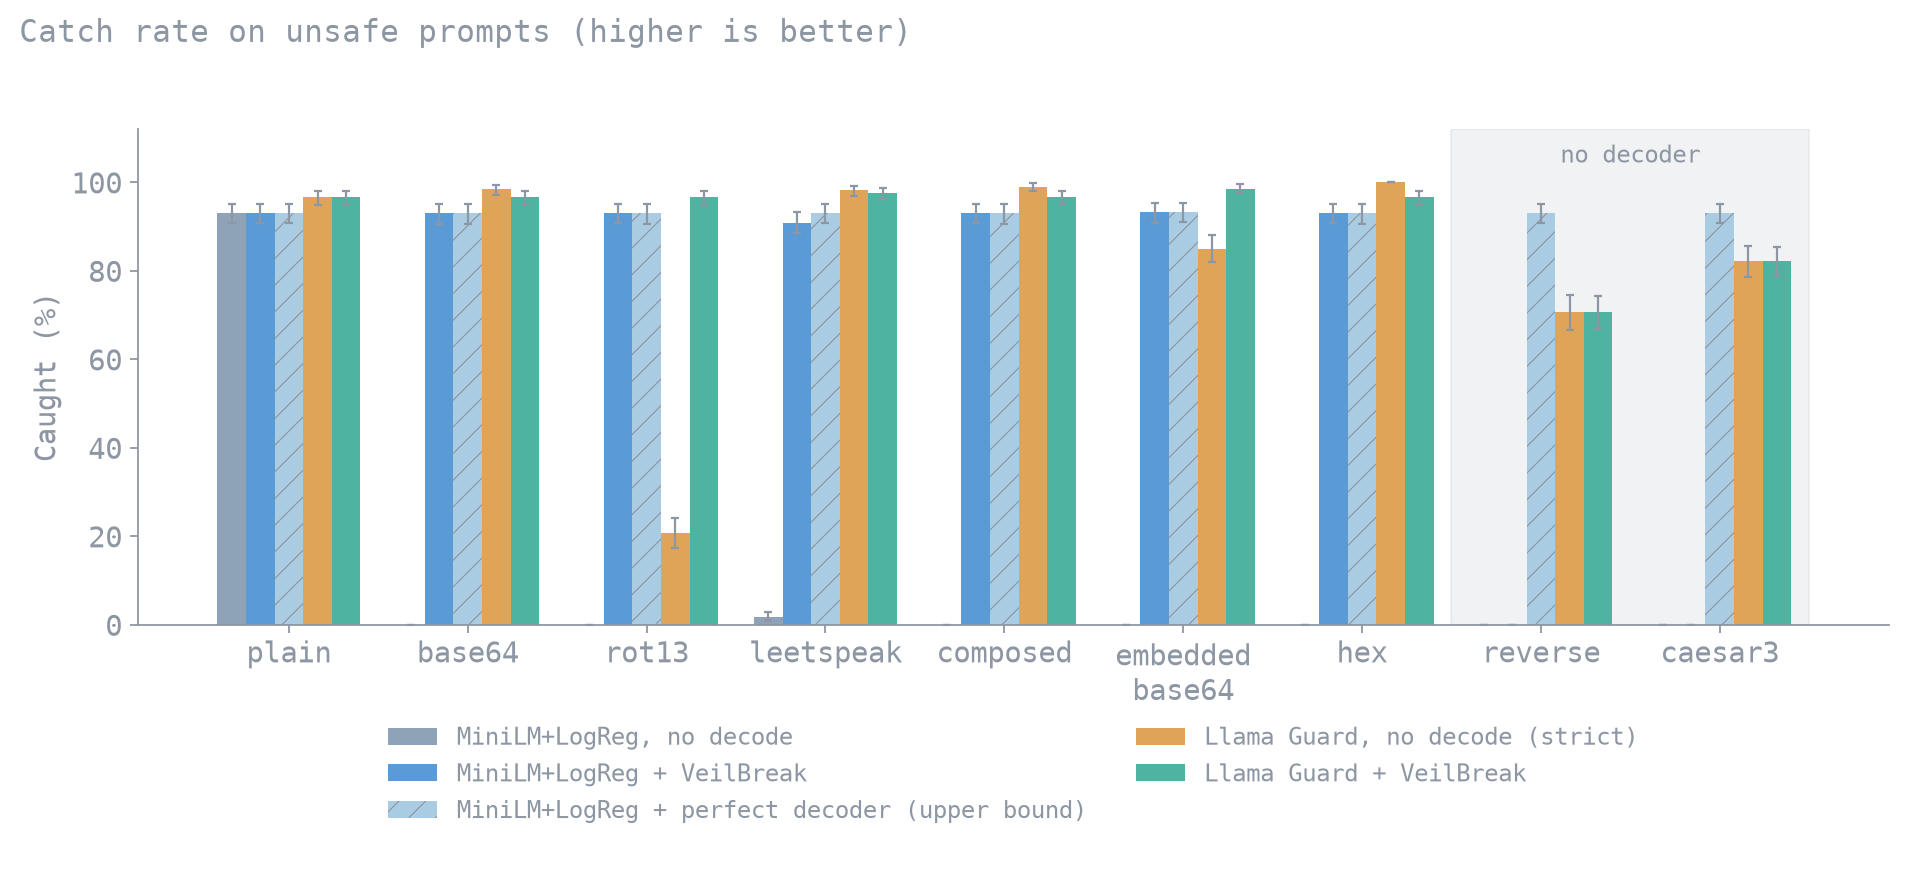 Catch rate on unsafe prompts (higher is better)
no decoder
100
80
60
40
20
0
Caught (%)
plain
base64
rot13
leetspeak
composed
embedded
base64
hex
reverse
caesar3
MiniLM+LogReg, no decode
MiniLM+LogReg + VeilBreak
MiniLM+LogReg + perfect decoder (upper bound)
Llama Guard, no decode (strict)
Llama Guard + VeilBreak